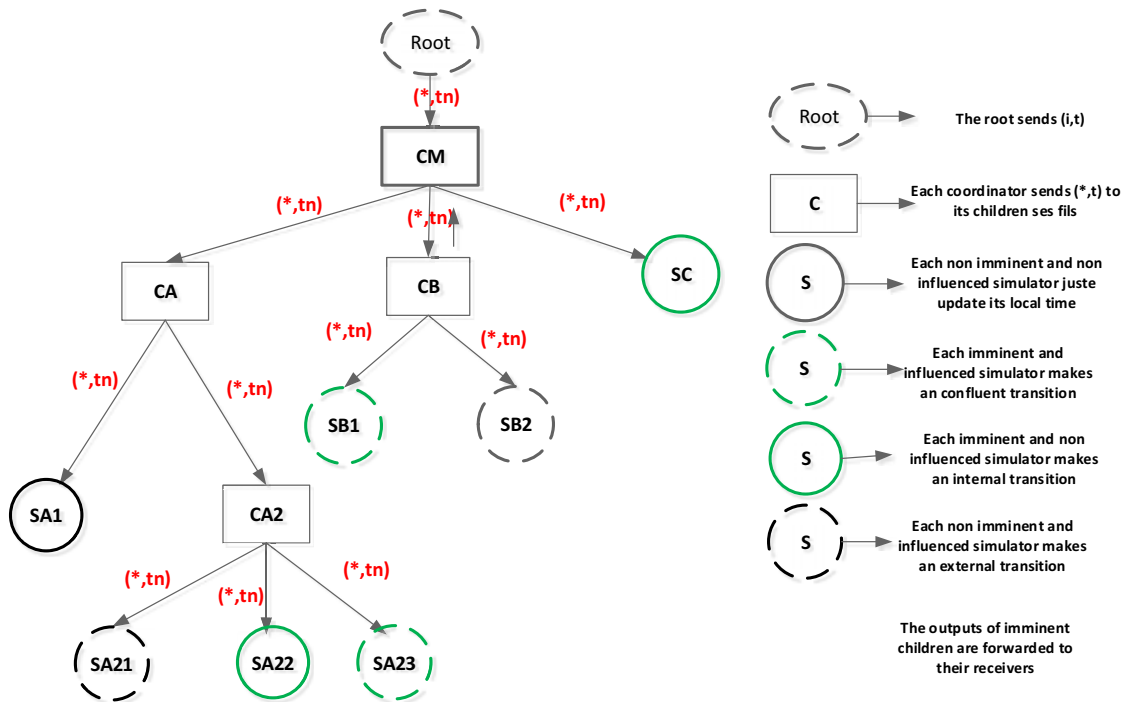 Root
(*,tn)
CM
(*,tn)
(*,tn)
(*,tn)
CA
CB
SC
(*,tn)
(*,tn)
(*,tn)
(*,tn)
SB1
SB2
SA1
CA2
(*,tn)
(*,tn)
(*,tn)
SA21
SA22
SA23
Root
The root sends (i,t)
C
Each coordinator sends (*,t) to
its children ses fils
S
Each non imminent and non
influenced simulator juste
update its local time
S
Each imminent and
influenced simulator makes
an confluent transition
S
Each imminent and non
influenced simulator makes
an internal transition
S
Each non imminent and
influenced simulator makes
an external transition
The outputs of imminent
children are forwarded to
their receivers